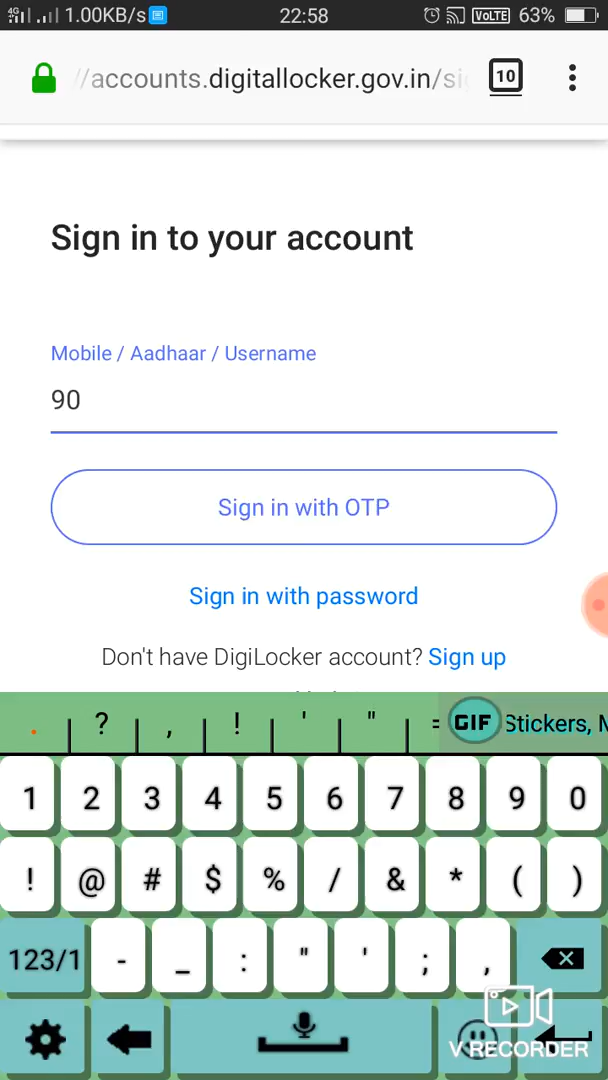 4G 1.00KB/s 22:58 VoLTE 63%
//accounts.digitallocker.gov.in/si 10
Sign in to your account
Mobile / Aadhaar / Username
90
Sign in with OTP
Sign in with password
Don't have DigiLocker account? Sign up
. ? , ! ' " = GIF Stickers, M
1 2 3 4 5 6 7 8 9 0
! @ # $ % / & * ( )
123/1 - _ : " ' ; ,
V RECORDER